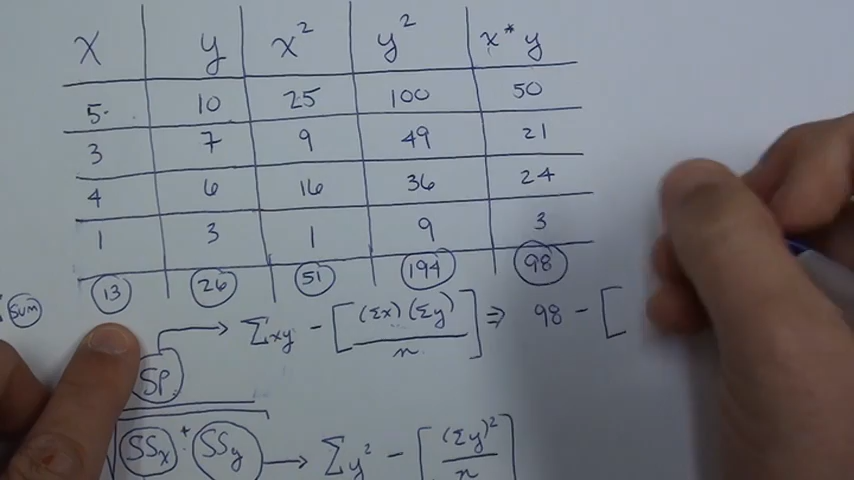 x y x² y² x*y
5 10 25 100 50
3 7 9 49 21
4 6 16 36 24
1 3 1 9 3
SUM 13 26 51 194 98
SP → Σxy - [(Σx)(Σy)/n] ⇒ 98 - [
√SSx * SSy → Σy² - [(Σy)²/n]